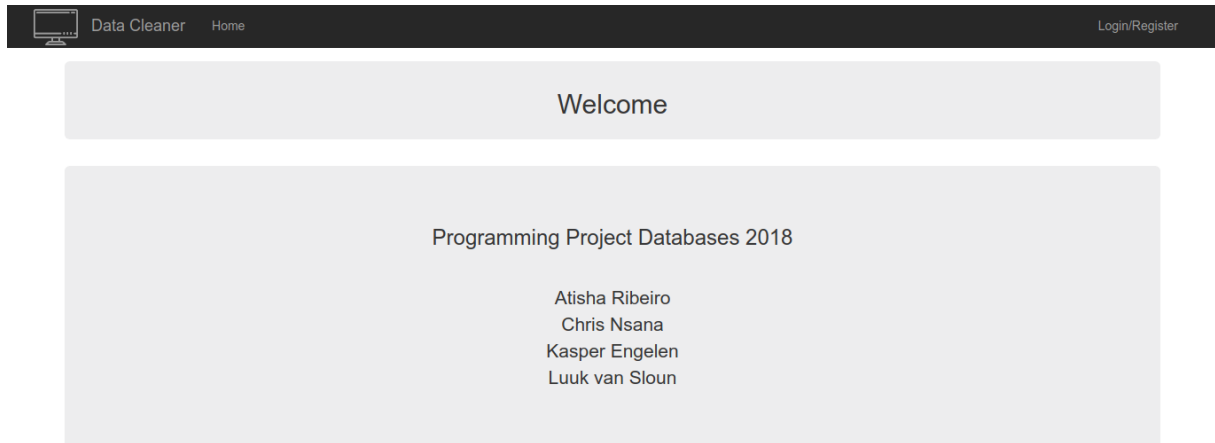 Data Cleaner Home Login/Register
Welcome
Programming Project Databases 2018
Atisha Ribeiro
Chris Nsana
Kasper Engelen
Luuk van Sloun